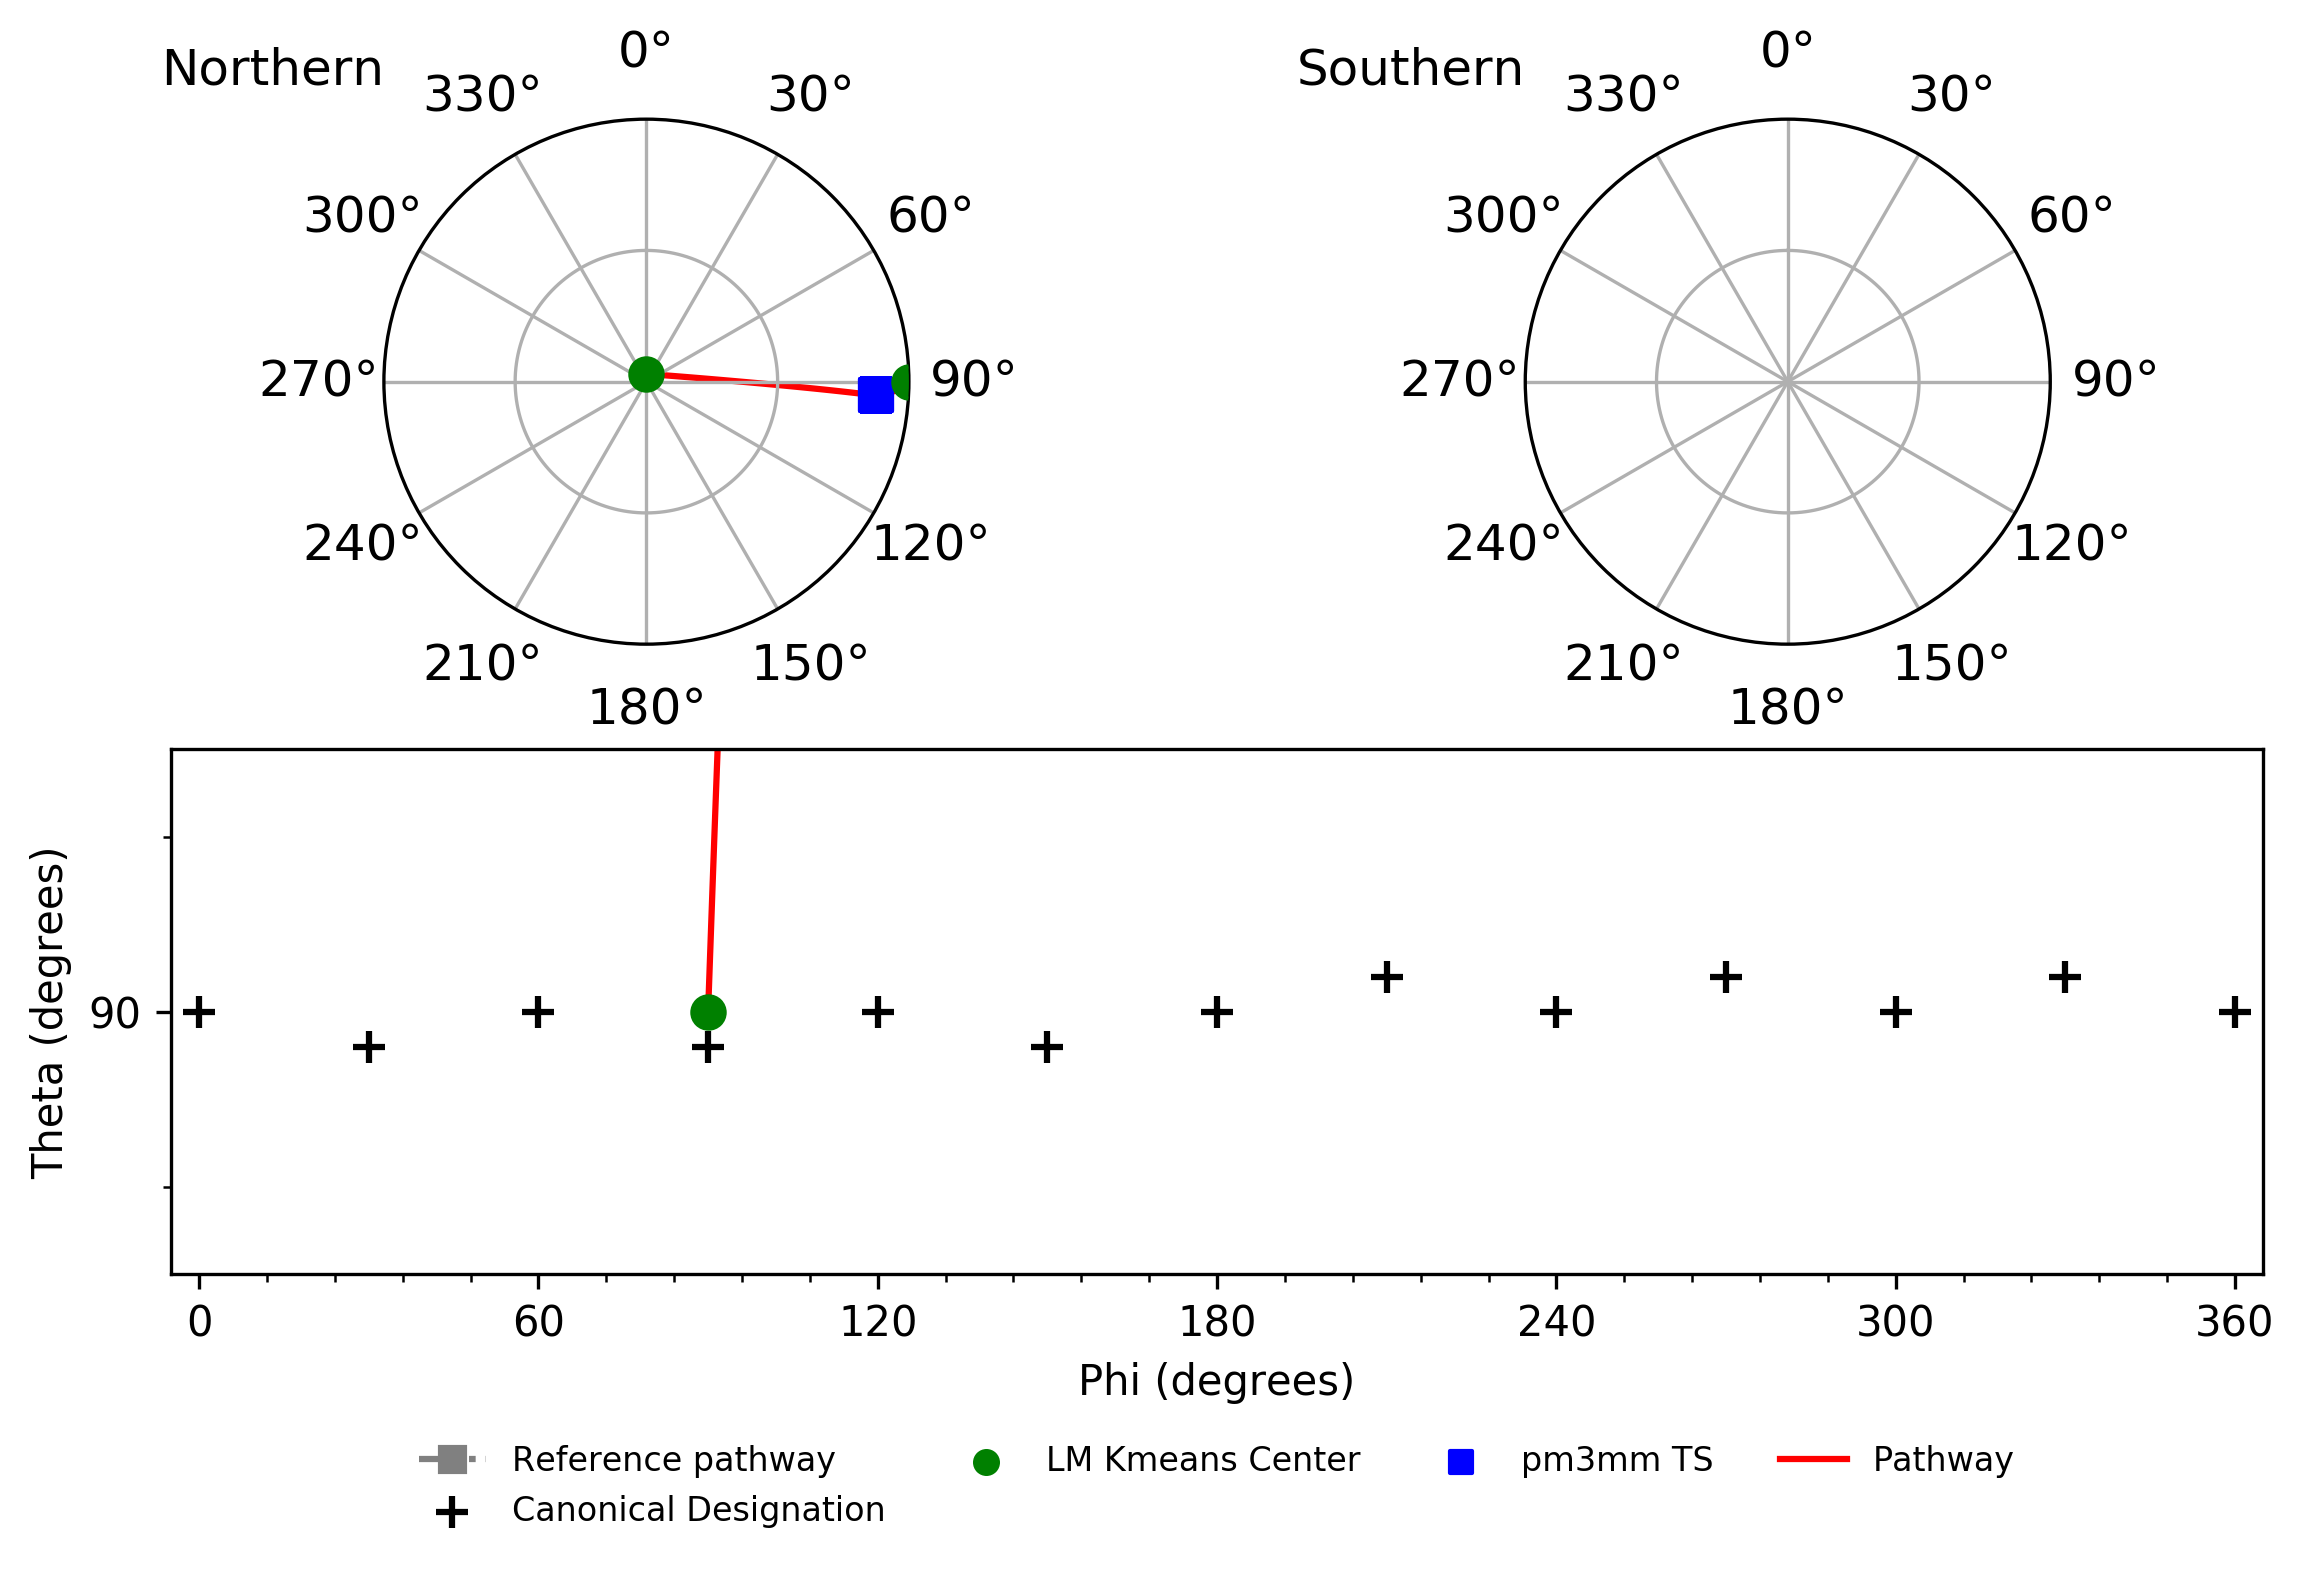 Northern
0°
30°
60°
90°
120°
150°
180°
210°
240°
270°
300°
330°
Southern
0°
30°
60°
90°
120°
150°
180°
210°
240°
270°
300°
330°
Theta (degrees)
90
0 60 120 180 240 300 360
Phi (degrees)
Reference pathway
Canonical Designation
LM Kmeans Center
pm3mm TS
Pathway